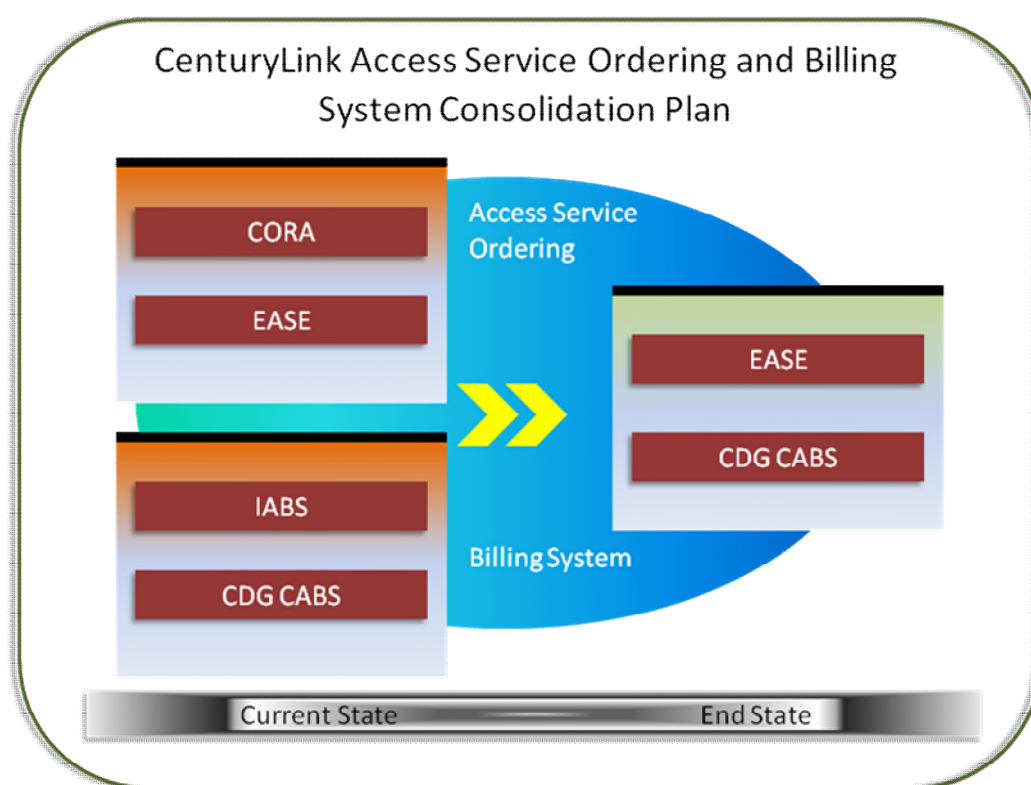 CenturyLink Access Service Ordering and Billing
System Consolidation Plan
CORA
EASE
Access Service
Ordering
EASE
CDG CABS
IABS
CDG CABS
Billing System
Current State
End State